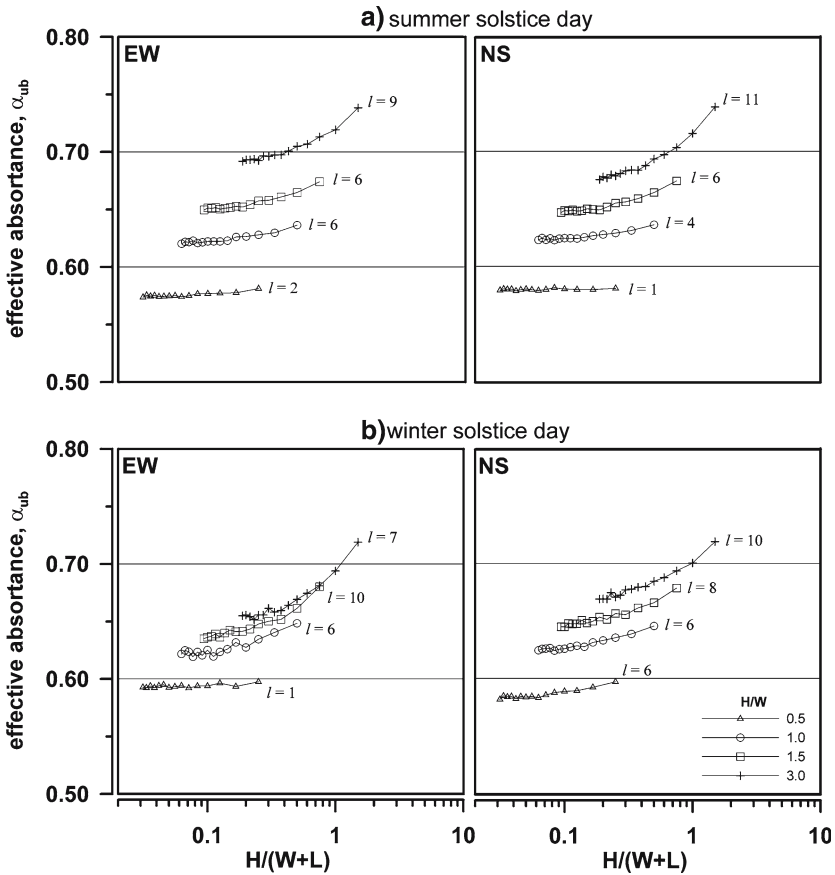 a) summer solstice day
effective absortance, αub
0.80
0.70
0.60
0.50
EW
l = 9
l = 6
l = 6
l = 2
NS
l = 11
l = 6
l = 4
l = 1
b) winter solstice day
effective absortance, αub
0.80
0.70
0.60
0.50
EW
l = 7
l = 10
l = 6
l = 1
NS
l = 10
l = 8
l = 6
l = 6
H/W
0.5
1.0
1.5
3.0
0.1 1 10
0.1 1 10
H/(W+L)
H/(W+L)